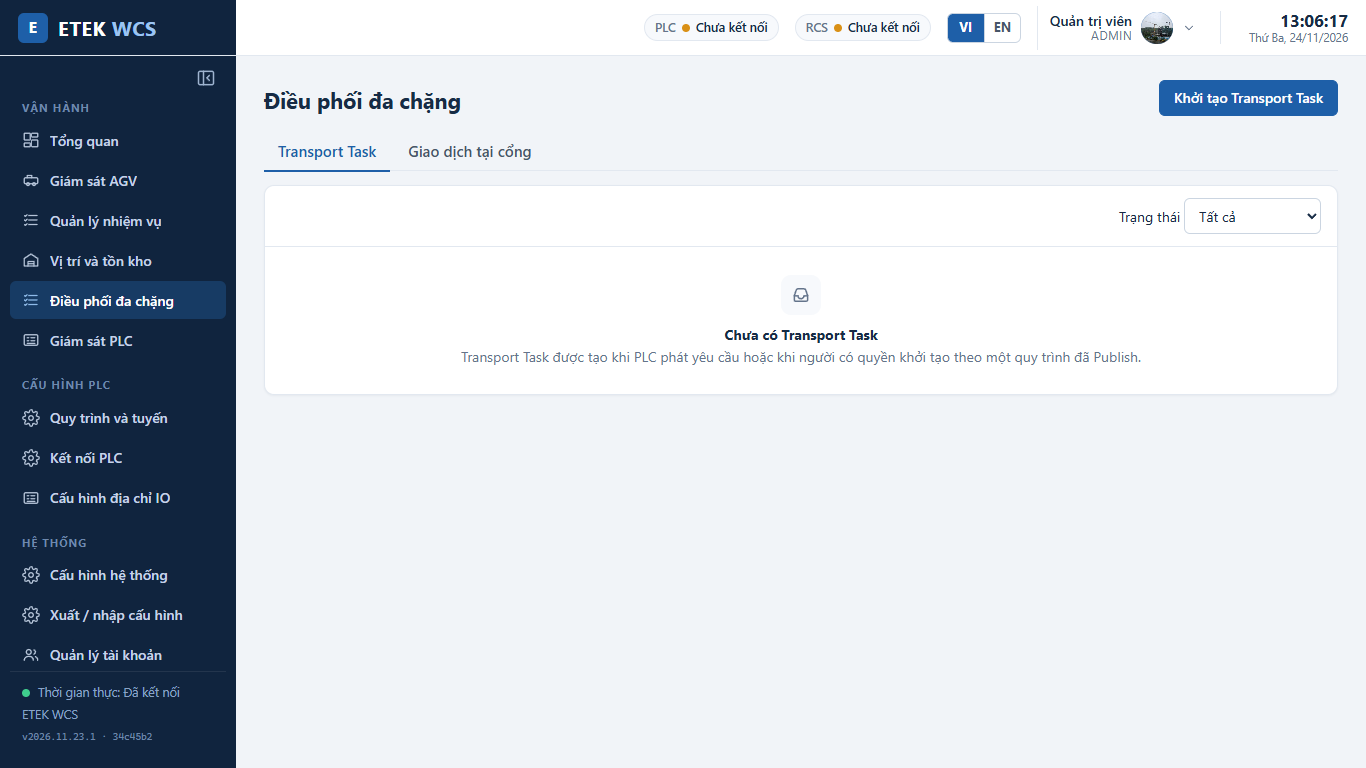 E ETEK WCS
PLC Chưa kết nối RCS Chưa kết nối VI EN Quản trị viên ADMIN 13:06:17 Thứ Ba, 24/11/2026
VẬN HÀNH
Tổng quan
Giám sát AGV
Quản lý nhiệm vụ
Vị trí và tồn kho
Điều phối đa chặng
Giám sát PLC
CẤU HÌNH PLC
Quy trình và tuyến
Kết nối PLC
Cấu hình địa chỉ IO
HỆ THỐNG
Cấu hình hệ thống
Xuất / nhập cấu hình
Quản lý tài khoản
Thời gian thực: Đã kết nối
ETEK WCS
v2026.11.23.1 · 34c45b2
Điều phối đa chặng
Khởi tạo Transport Task
Transport Task Giao dịch tại cổng
Trạng thái Tất cả
Chưa có Transport Task
Transport Task được tạo khi PLC phát yêu cầu hoặc khi người có quyền khởi tạo theo một quy trình đã Publish.